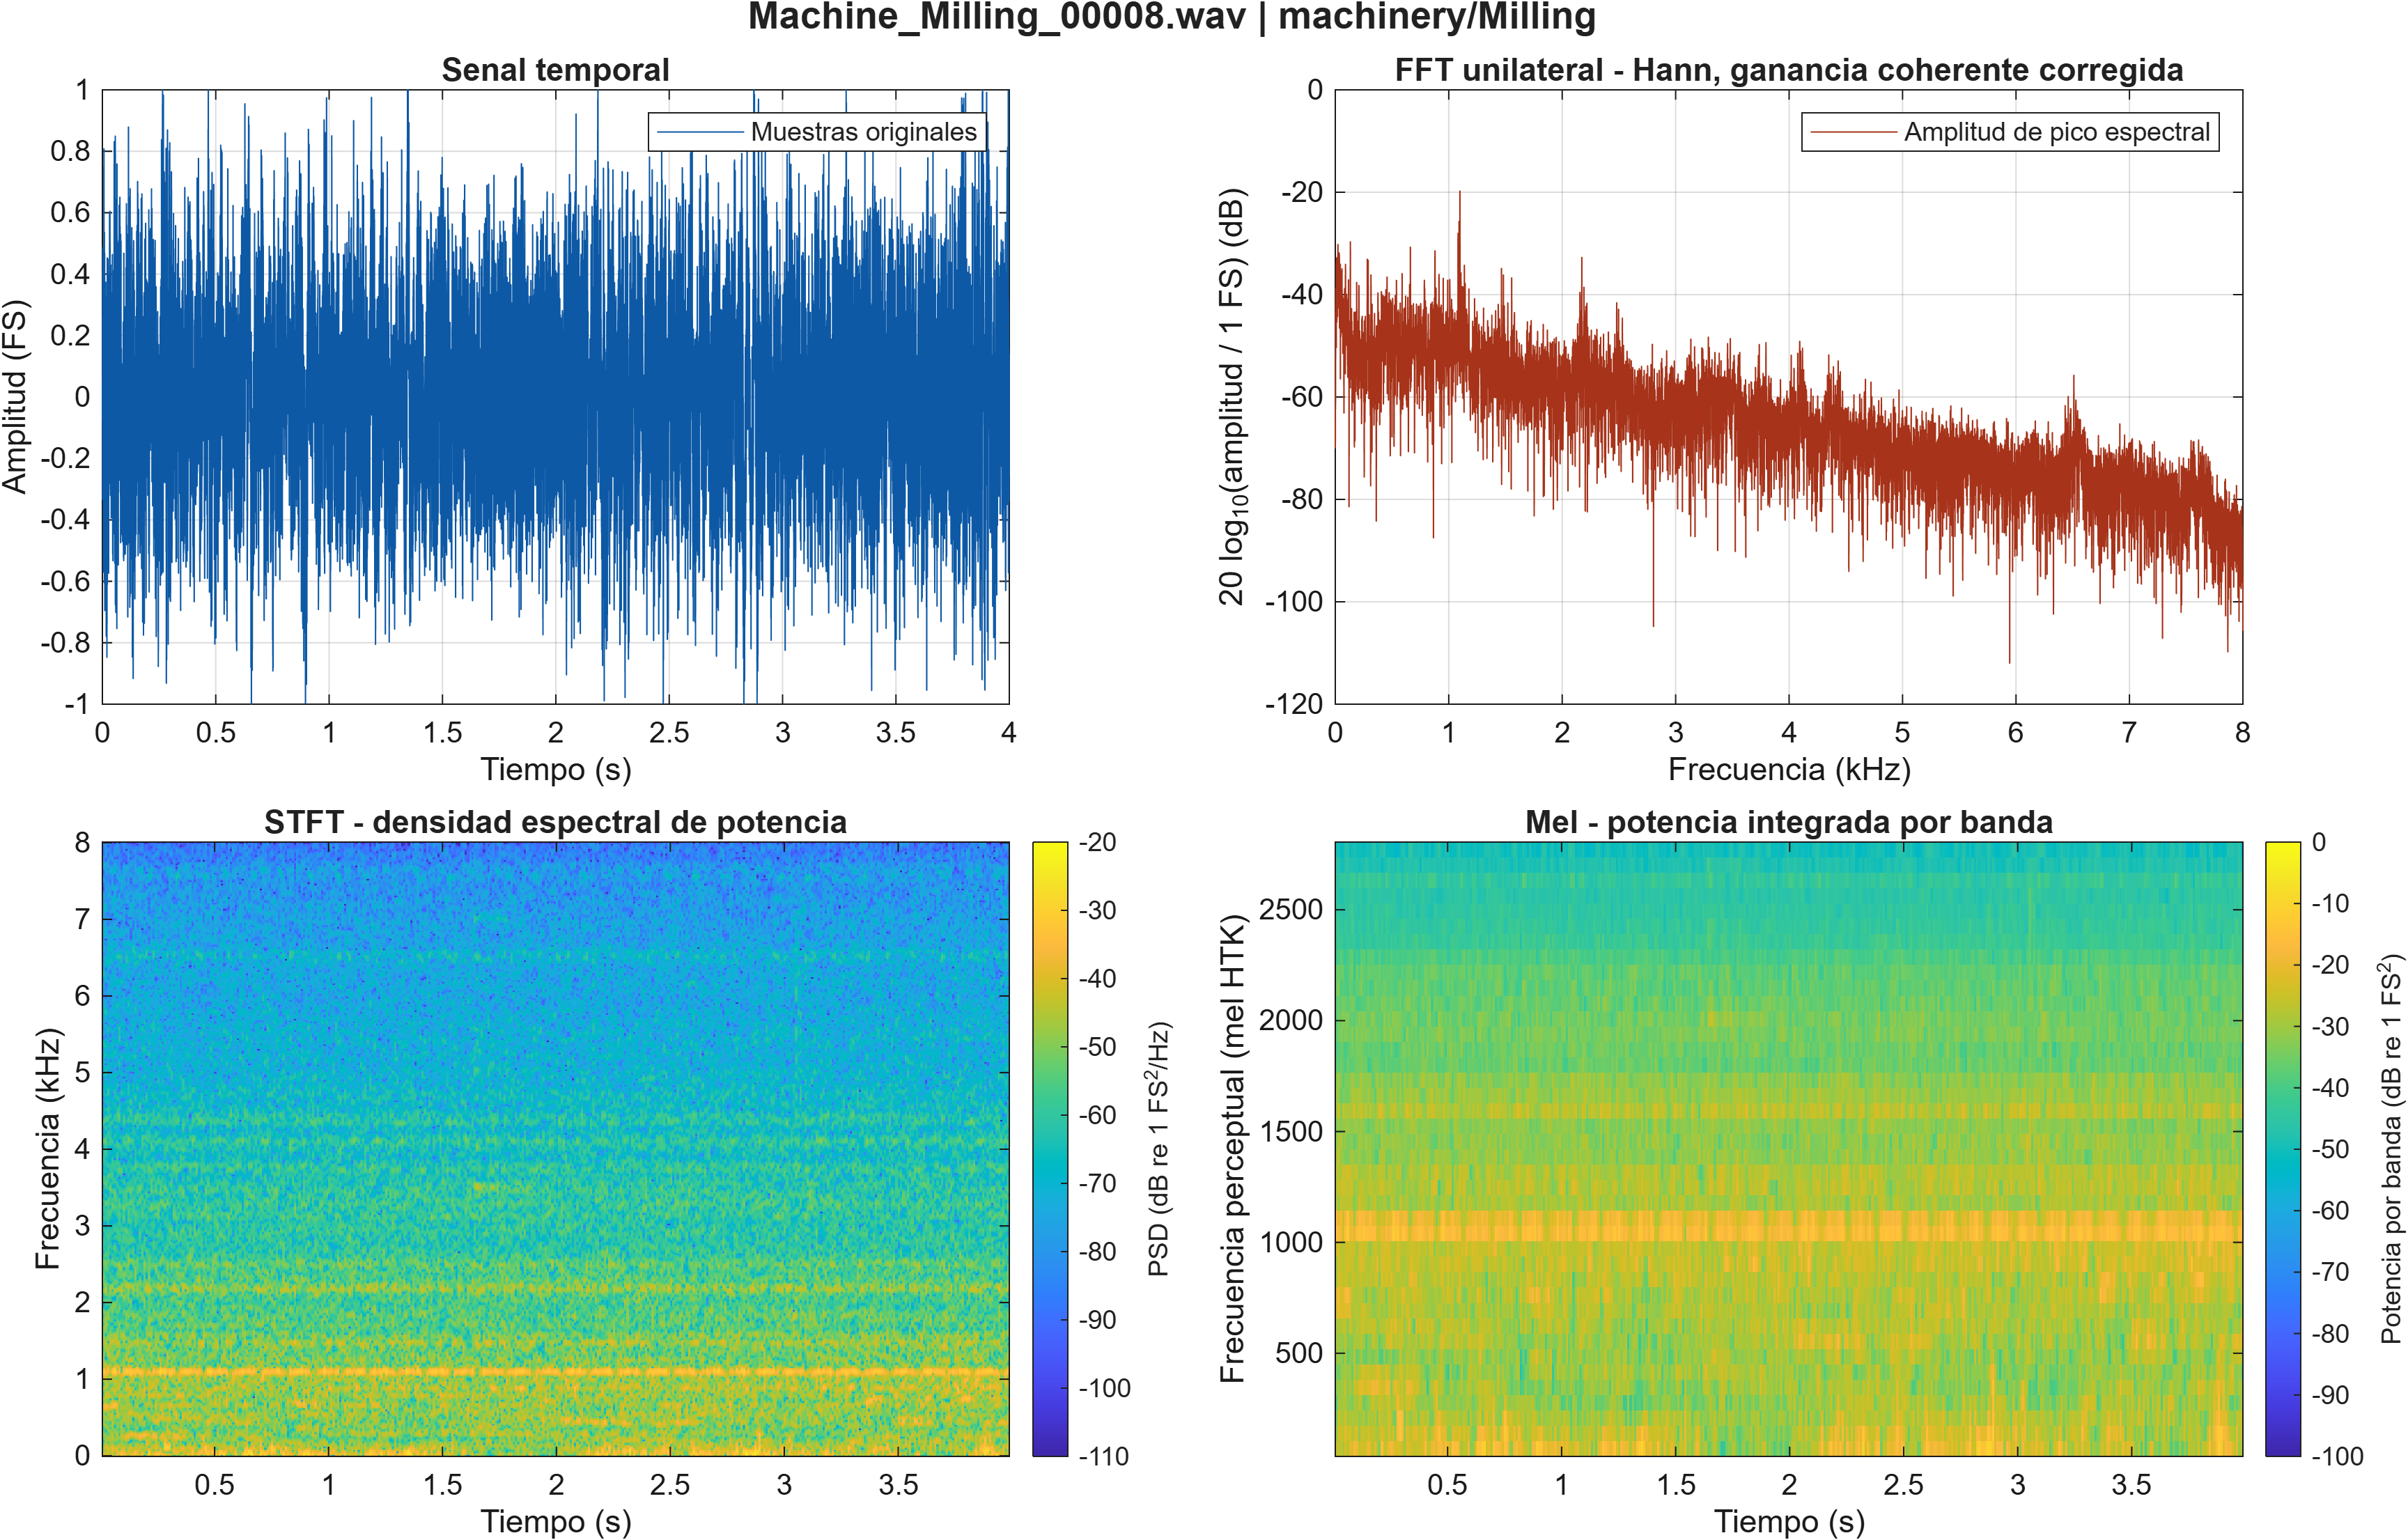 Machine_Milling_00008.wav | machinery/Milling
Senal temporal
1
0.8
0.6
0.4
0.2
0
-0.2
-0.4
-0.6
-0.8
-1
Amplitud (FS)
Muestras originales
0 0.5 1 1.5 2 2.5 3 3.5 4
Tiempo (s)
FFT unilateral - Hann, ganancia coherente corregida
0
-20
-40
-60
-80
-100
-120
20 log10(amplitud / 1 FS) (dB)
Amplitud de pico espectral
0 1 2 3 4 5 6 7 8
Frecuencia (kHz)
STFT - densidad espectral de potencia
8
7
6
5
4
3
2
1
0
Frecuencia (kHz)
0.5 1 1.5 2 2.5 3 3.5
Tiempo (s)
-20
-30
-40
-50
-60
-70
-80
-90
-100
-110
PSD (dB re 1 FS²/Hz)
Mel - potencia integrada por banda
2500
2000
1500
1000
500
Frecuencia perceptual (mel HTK)
0.5 1 1.5 2 2.5 3 3.5
Tiempo (s)
0
-10
-20
-30
-40
-50
-60
-70
-80
-90
-100
Potencia por banda (dB re 1 FS²)